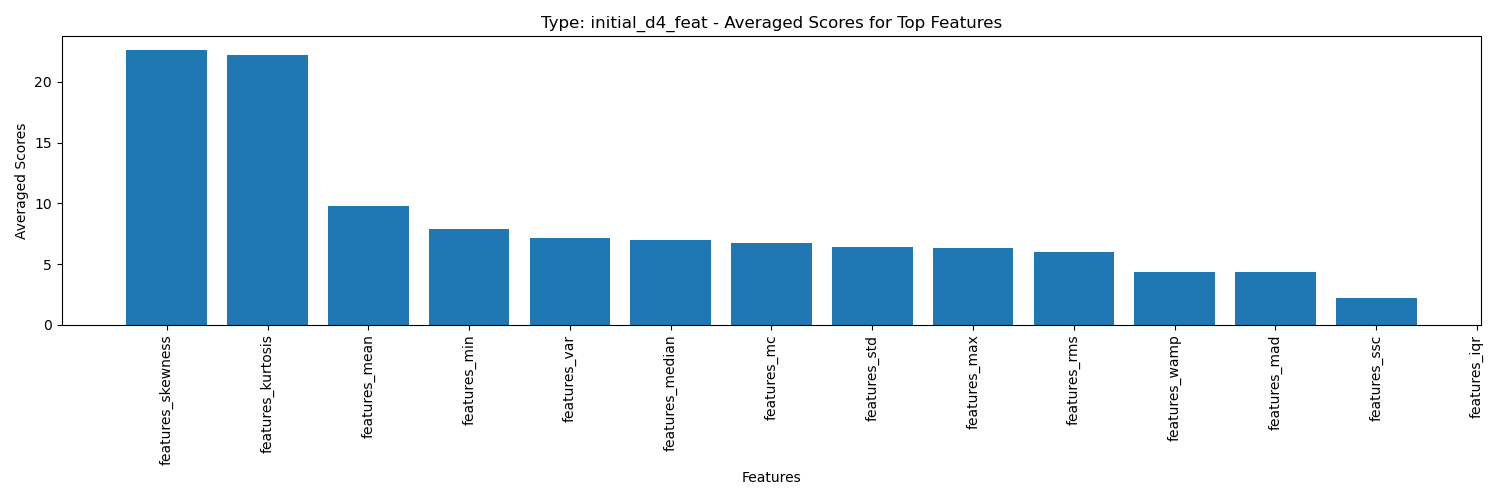 Type: initial_d4_feat - Averaged Scores for Top Features
Averaged Scores
20
15
10
5
0
features_skewness
features_kurtosis
features_mean
features_min
features_var
features_median
features_mc
features_std
features_max
features_rms
features_wamp
features_mad
features_ssc
features_iqr
Features